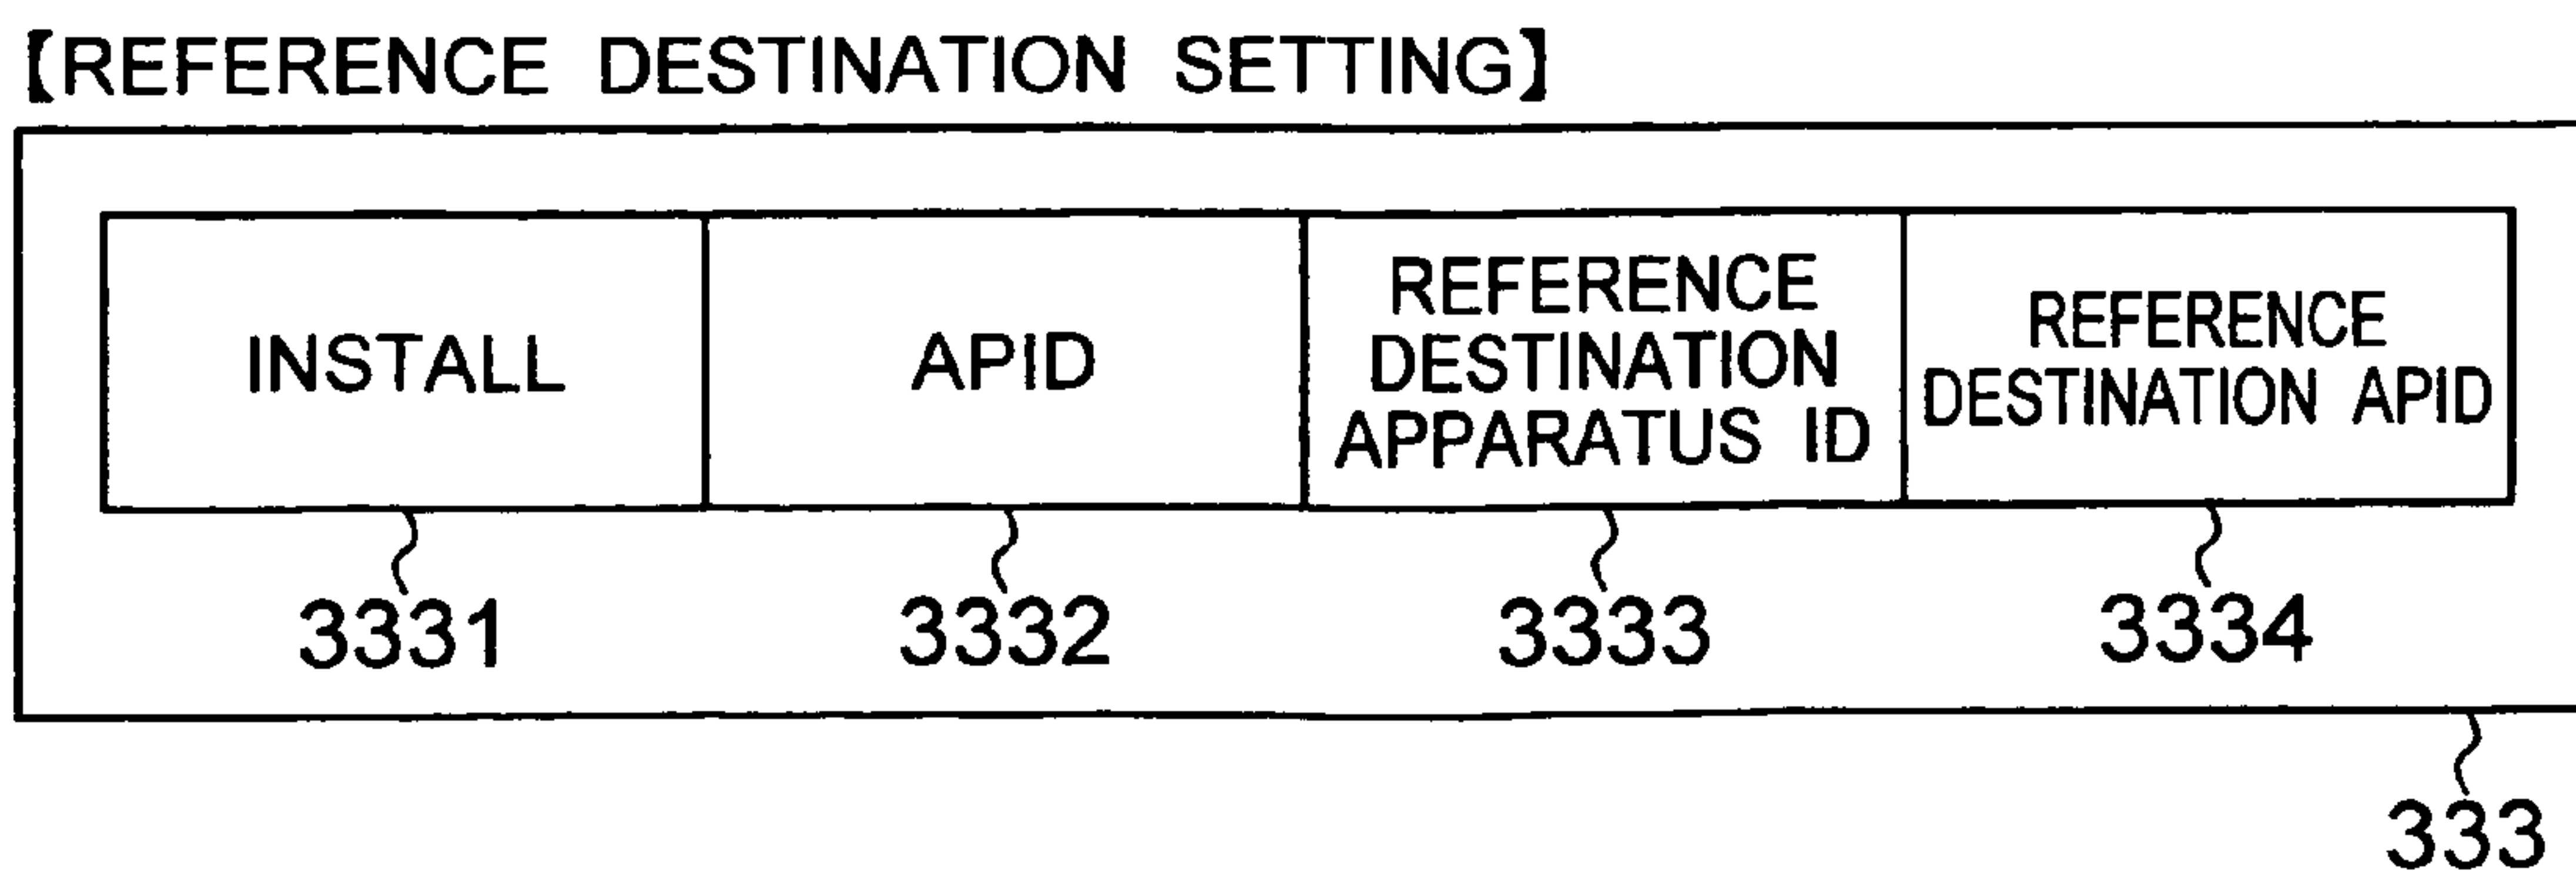 【REFERENCE DESTINATION SETTING】
INSTALL
APID
REFERENCE
DESTINATION
APPARATUS ID
REFERENCE
DESTINATION APID
3331
3332
3333
3334
333